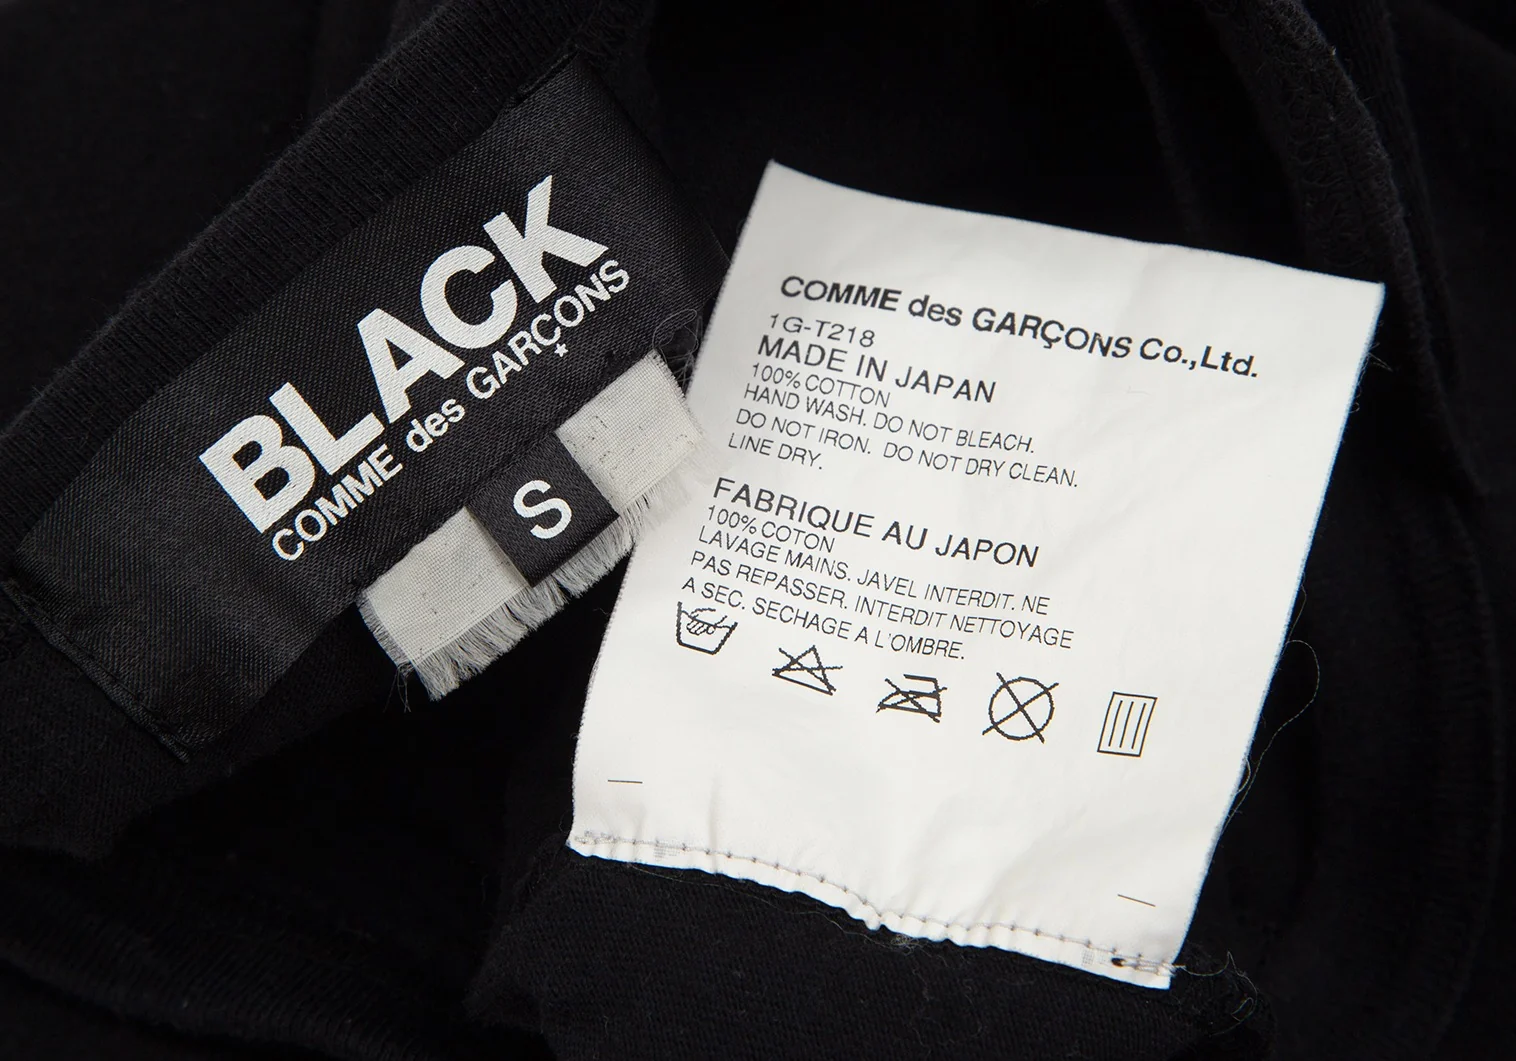 BLACK
COMME des GARÇONS
S
COMME des GARÇONS Co.,Ltd.
1G-T218
MADE IN JAPAN
100% COTTON
HAND WASH. DO NOT BLEACH.
DO NOT IRON. DO NOT DRY CLEAN.
LINE DRY.
FABRIQUE AU JAPON
100% COTON
LAVAGE MAINS. JAVEL INTERDIT. NE
PAS REPASSER. INTERDIT NETTOYAGE
A SEC. SECHAGE A L'OMBRE.